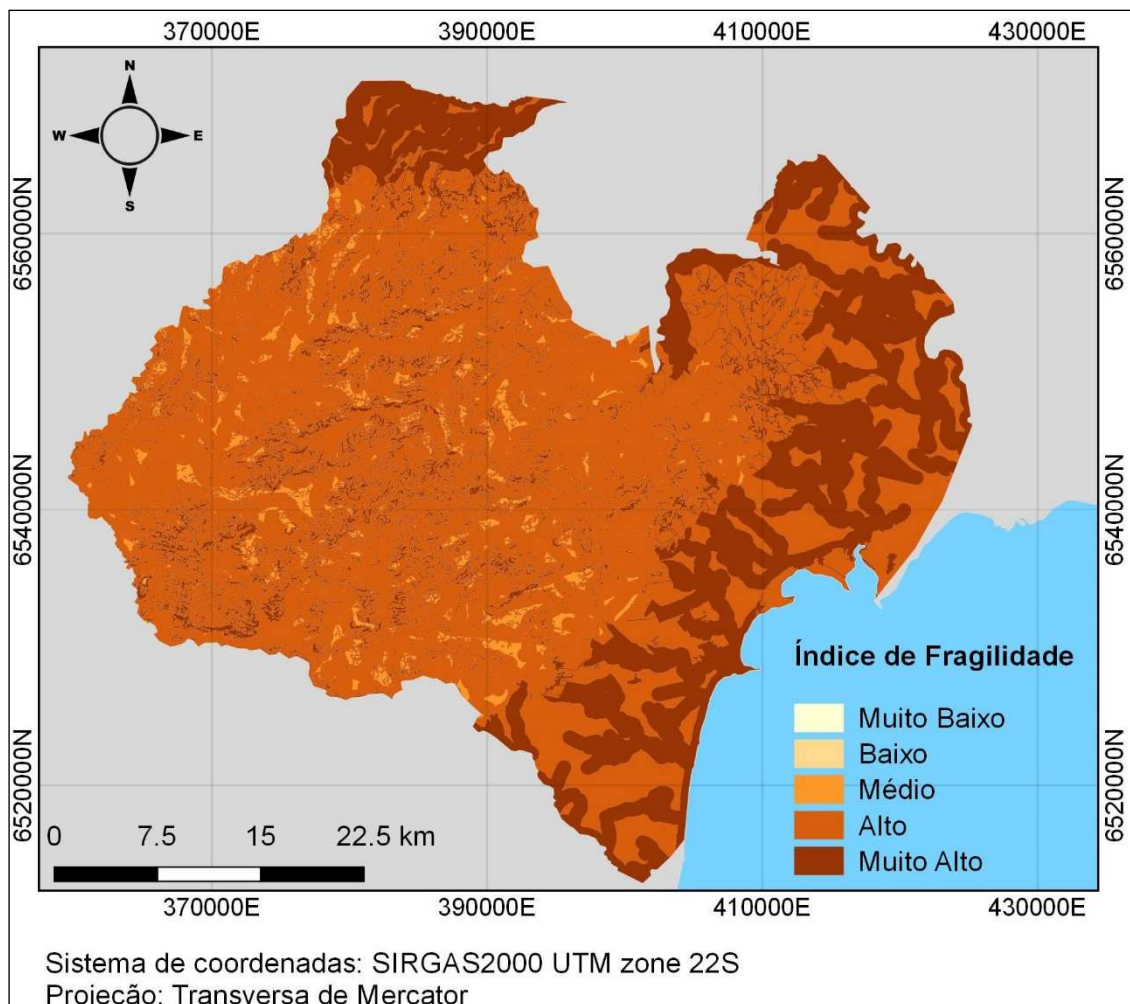 370000E 390000E 410000E 430000E
N
W E
S
6560000N 6560000N
6540000N 6540000N
Índice de Fragilidade
Muito Baixo
Baixo
6520000N 6520000N
Médio
0 7.5 15 22.5 km
Alto
Muito Alto
370000E 390000E 410000E 430000E
Sistema de coordenadas: SIRGAS2000 UTM zone 22S
Projeção: Transversa de Mercator